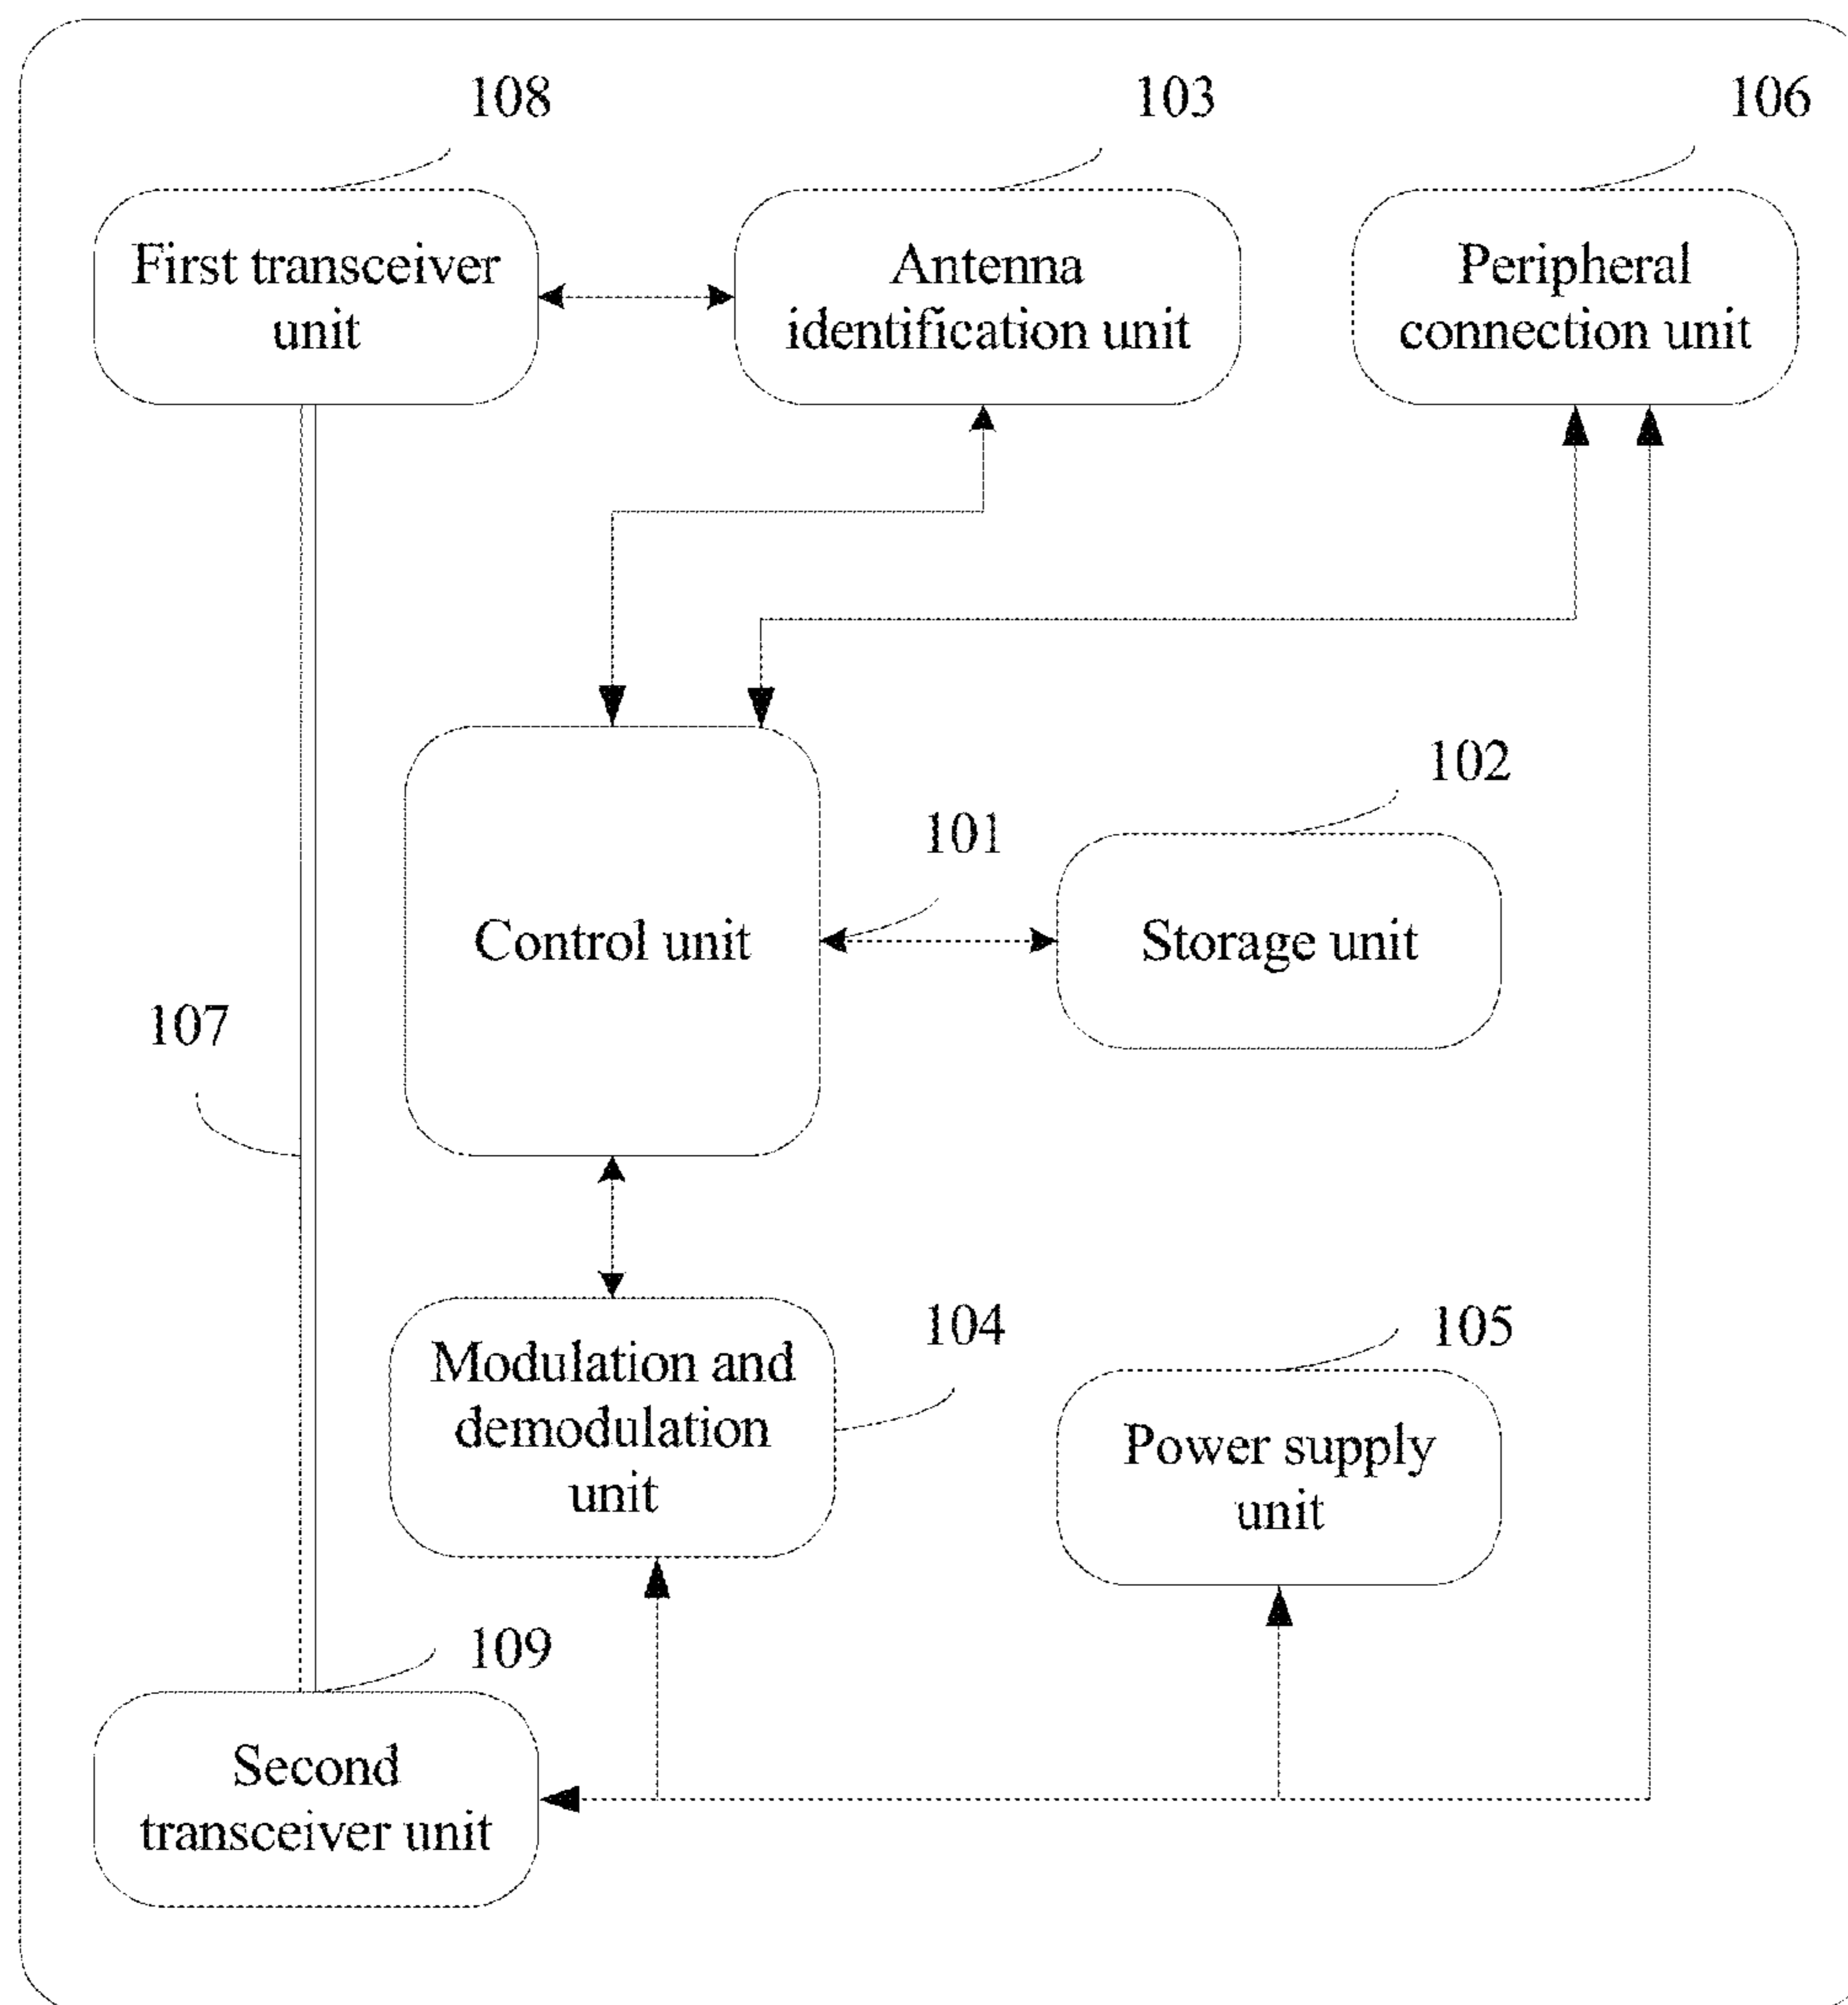 108
103
106
First transceiver
unit
Antenna
identification unit
Peripheral
connection unit
102
101
Control unit
Storage unit
107
104
105
Modulation and
demodulation
unit
Power supply
unit
109
Second
transceiver unit